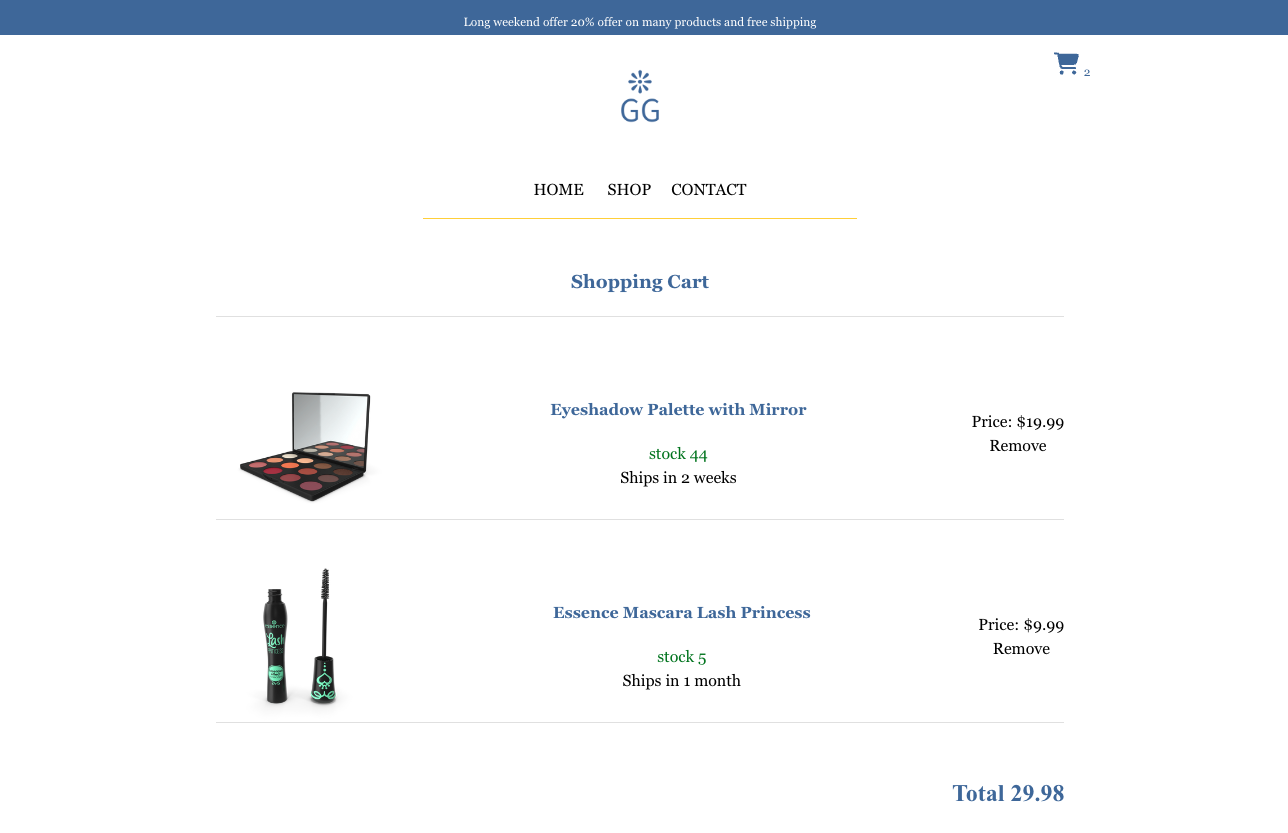 Long weekend offer 20% offer on many products and free shipping
2
GG
HOME SHOP CONTACT
Shopping Cart
Eyeshadow Palette with Mirror
stock 44
Ships in 2 weeks
Price: $19.99
Remove
essence
Lash
Essence Mascara Lash Princess
stock 5
Ships in 1 month
Price: $9.99
Remove
Total 29.98